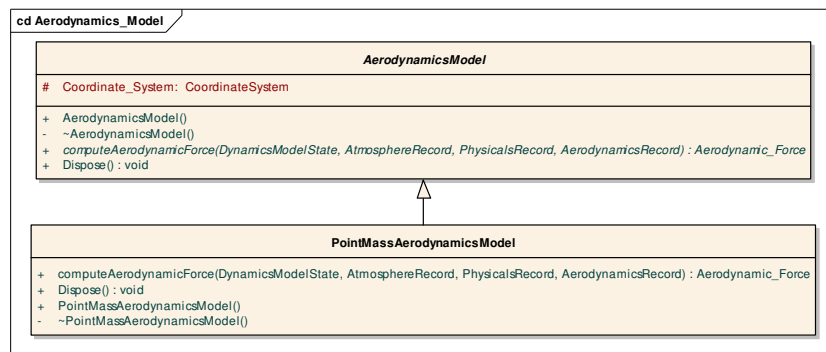 cd Aerodynamics_Model
AerodynamicsModel
# Coordinate_System: CoordinateSystem
+ AerodynamicsModel()
- ~AerodynamicsModel()
+ computeAerodynamicForce(DynamicsModelState, AtmosphereRecord, PhysicalsRecord, AerodynamicsRecord) : Aerodynamic_Force
+ Dispose() : void
PointMassAerodynamicsModel
+ computeAerodynamicForce(DynamicsModelState, AtmosphereRecord, PhysicalsRecord, AerodynamicsRecord) : Aerodynamic_Force
+ Dispose() : void
+ PointMassAerodynamicsModel()
- ~PointMassAerodynamicsModel()